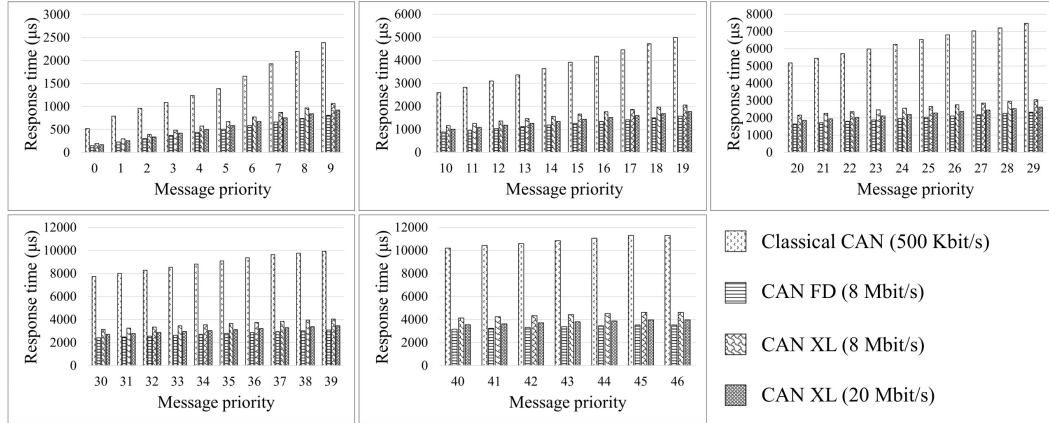 3000
2500
2000
1500
1000
500
0
Response time (µs)
0 1 2 3 4 5 6 7 8 9
Message priority
6000
5000
4000
3000
2000
1000
0
Response time (µs)
10 11 12 13 14 15 16 17 18 19
Message priority
8000
7000
6000
5000
4000
3000
2000
1000
0
Response time (µs)
20 21 22 23 24 25 26 27 28 29
Message priority
12000
10000
8000
6000
4000
2000
0
Response time (µs)
30 31 32 33 34 35 36 37 38 39
Message priority
12000
10000
8000
6000
4000
2000
0
Response time (µs)
40 41 42 43 44 45 46
Message priority
Classical CAN (500 Kbit/s)
CAN FD (8 Mbit/s)
CAN XL (8 Mbit/s)
CAN XL (20 Mbit/s)